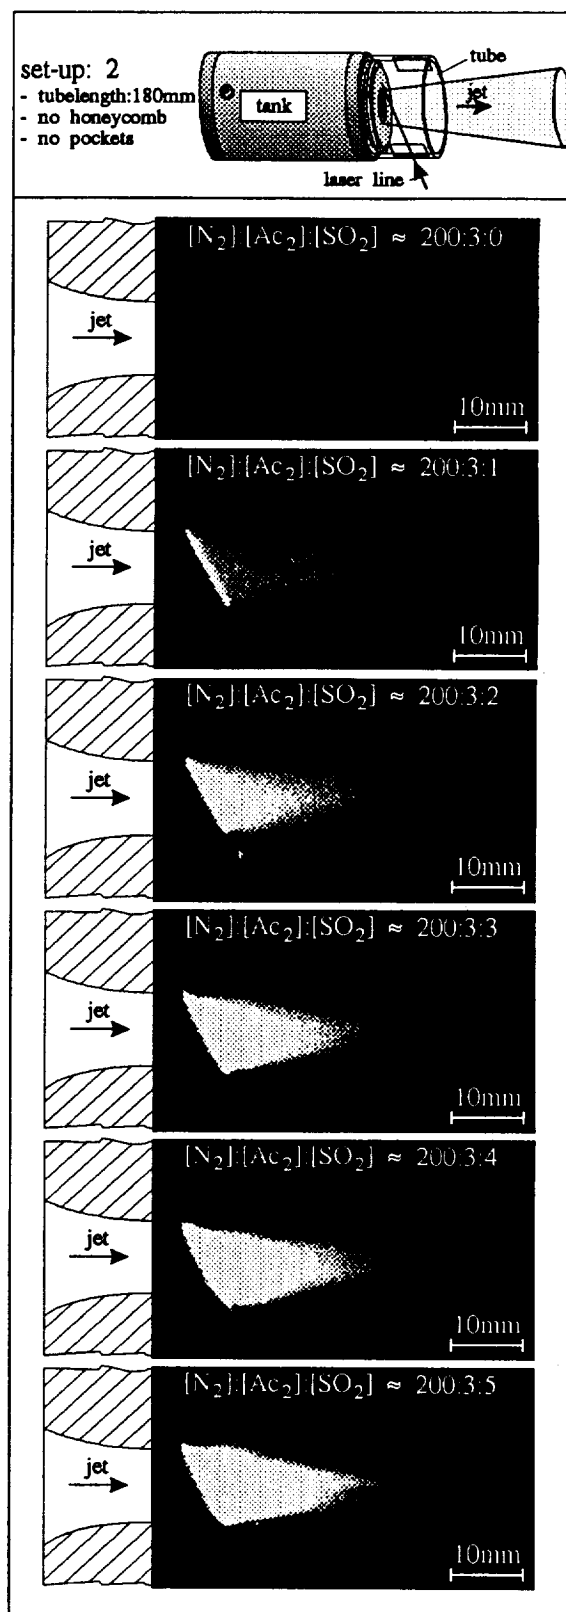 set-up: 2
- tubelength:180mm
- no honeycomb
- no pockets
tank
tube
jet
laser line
[N₂]:[Ac₂]:[SO₂] ≈ 200:3:0
jet
10mm
[N₂]:[Ac₂]:[SO₂] ≈ 200:3:1
jet
10mm
[N₂]:[Ac₂]:[SO₂] ≈ 200:3:2
jet
10mm
[N₂]:[Ac₂]:[SO₂] ≈ 200:3:3
jet
10mm
[N₂]:[Ac₂]:[SO₂] ≈ 200:3:4
jet
10mm
[N₂]:[Ac₂]:[SO₂] ≈ 200:3:5
jet
10mm